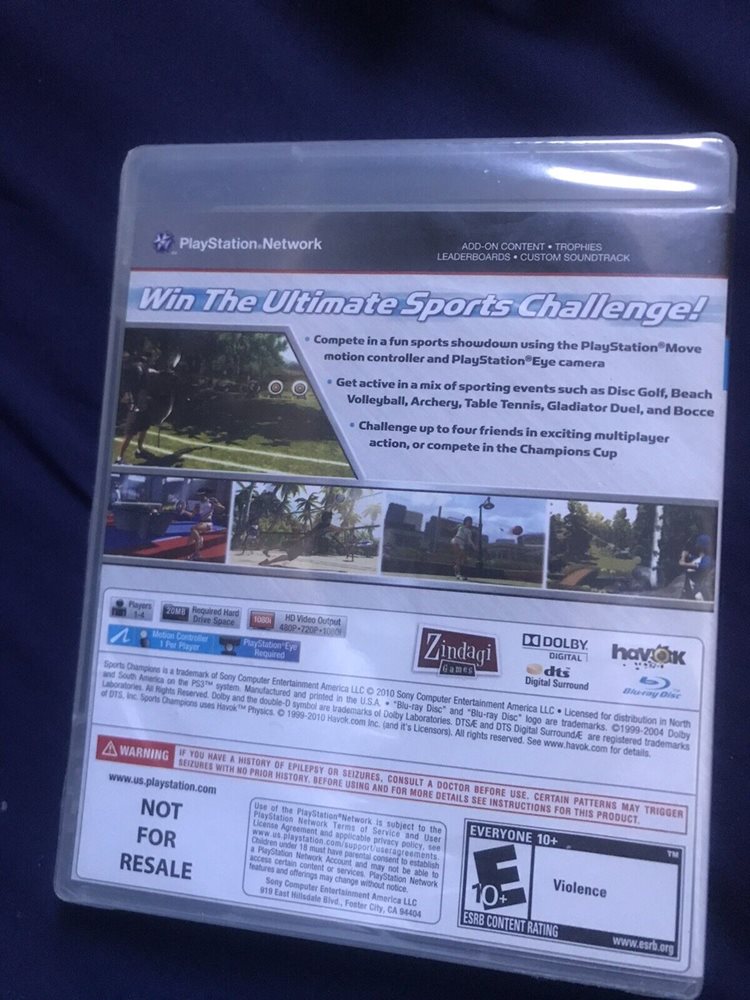 PlayStation®Network
ADD-ON CONTENT • TROPHIES
LEADERBOARDS • CUSTOM SOUNDTRACK
Win The Ultimate Sports Challenge!
• Compete in a fun sports showdown using the PlayStation®Move
motion controller and PlayStation®Eye camera
• Get active in a mix of sporting events such as Disc Golf, Beach
Volleyball, Archery, Table Tennis, Gladiator Duel, and Bocce
• Challenge up to four friends in exciting multiplayer
action, or compete in the Champions Cup
Players
1-4
20MB
Required Hard
Drive Space
1080i
HD Video Output
480P•720P•1080i
Motion Controller
1 Per Player
PlayStation®Eye
Required
Zindagi
Games
DOLBY
DIGITAL
dts
Digital Surround
havok
Blu-ray Disc
Sports Champions is a trademark of Sony Computer Entertainment America LLC © 2010 Sony Computer Entertainment America LLC • Licensed for distribution in North
and South America on the PS3™ system. Manufactured and printed in the U.S.A. • "Blu-ray Disc" and "Blu-ray Disc" logo are trademarks. ©1999-2004 Dolby
Laboratories. All Rights Reserved. Dolby and the double-D symbol are trademarks of Dolby Laboratories. DTSÆ and DTS Digital SurroundÆ are registered trademarks
of DTS, Inc. Sports Champions uses Havok™ Physics. © 1999-2010 Havok.com Inc. (and it's Licensors). All rights reserved. See www.havok.com for details.
WARNING
IF YOU HAVE A HISTORY OF EPILEPSY OR SEIZURES, CONSULT A DOCTOR BEFORE USE. CERTAIN PATTERNS MAY TRIGGER
SEIZURES WITH NO PRIOR HISTORY. BEFORE USING AND FOR MORE DETAILS SEE INSTRUCTIONS FOR THIS PRODUCT.
www.us.playstation.com
NOT
FOR
RESALE
Use of the PlayStation®Network is subject to the
PlayStation Network Terms of Service and User
License Agreement and applicable privacy policy, see
www.us.playstation.com/support/useragreements.
Children under 18 must have parental consent to establish
a PlayStation Network Account and may not be able to
access certain content or services. PlayStation Network
features and offerings may change without notice.
Sony Computer Entertainment America LLC
919 East Hillsdale Blvd., Foster City, CA 94404
EVERYONE 10+
TM
E
10+
Violence
ESRB CONTENT RATING
www.esrb.org